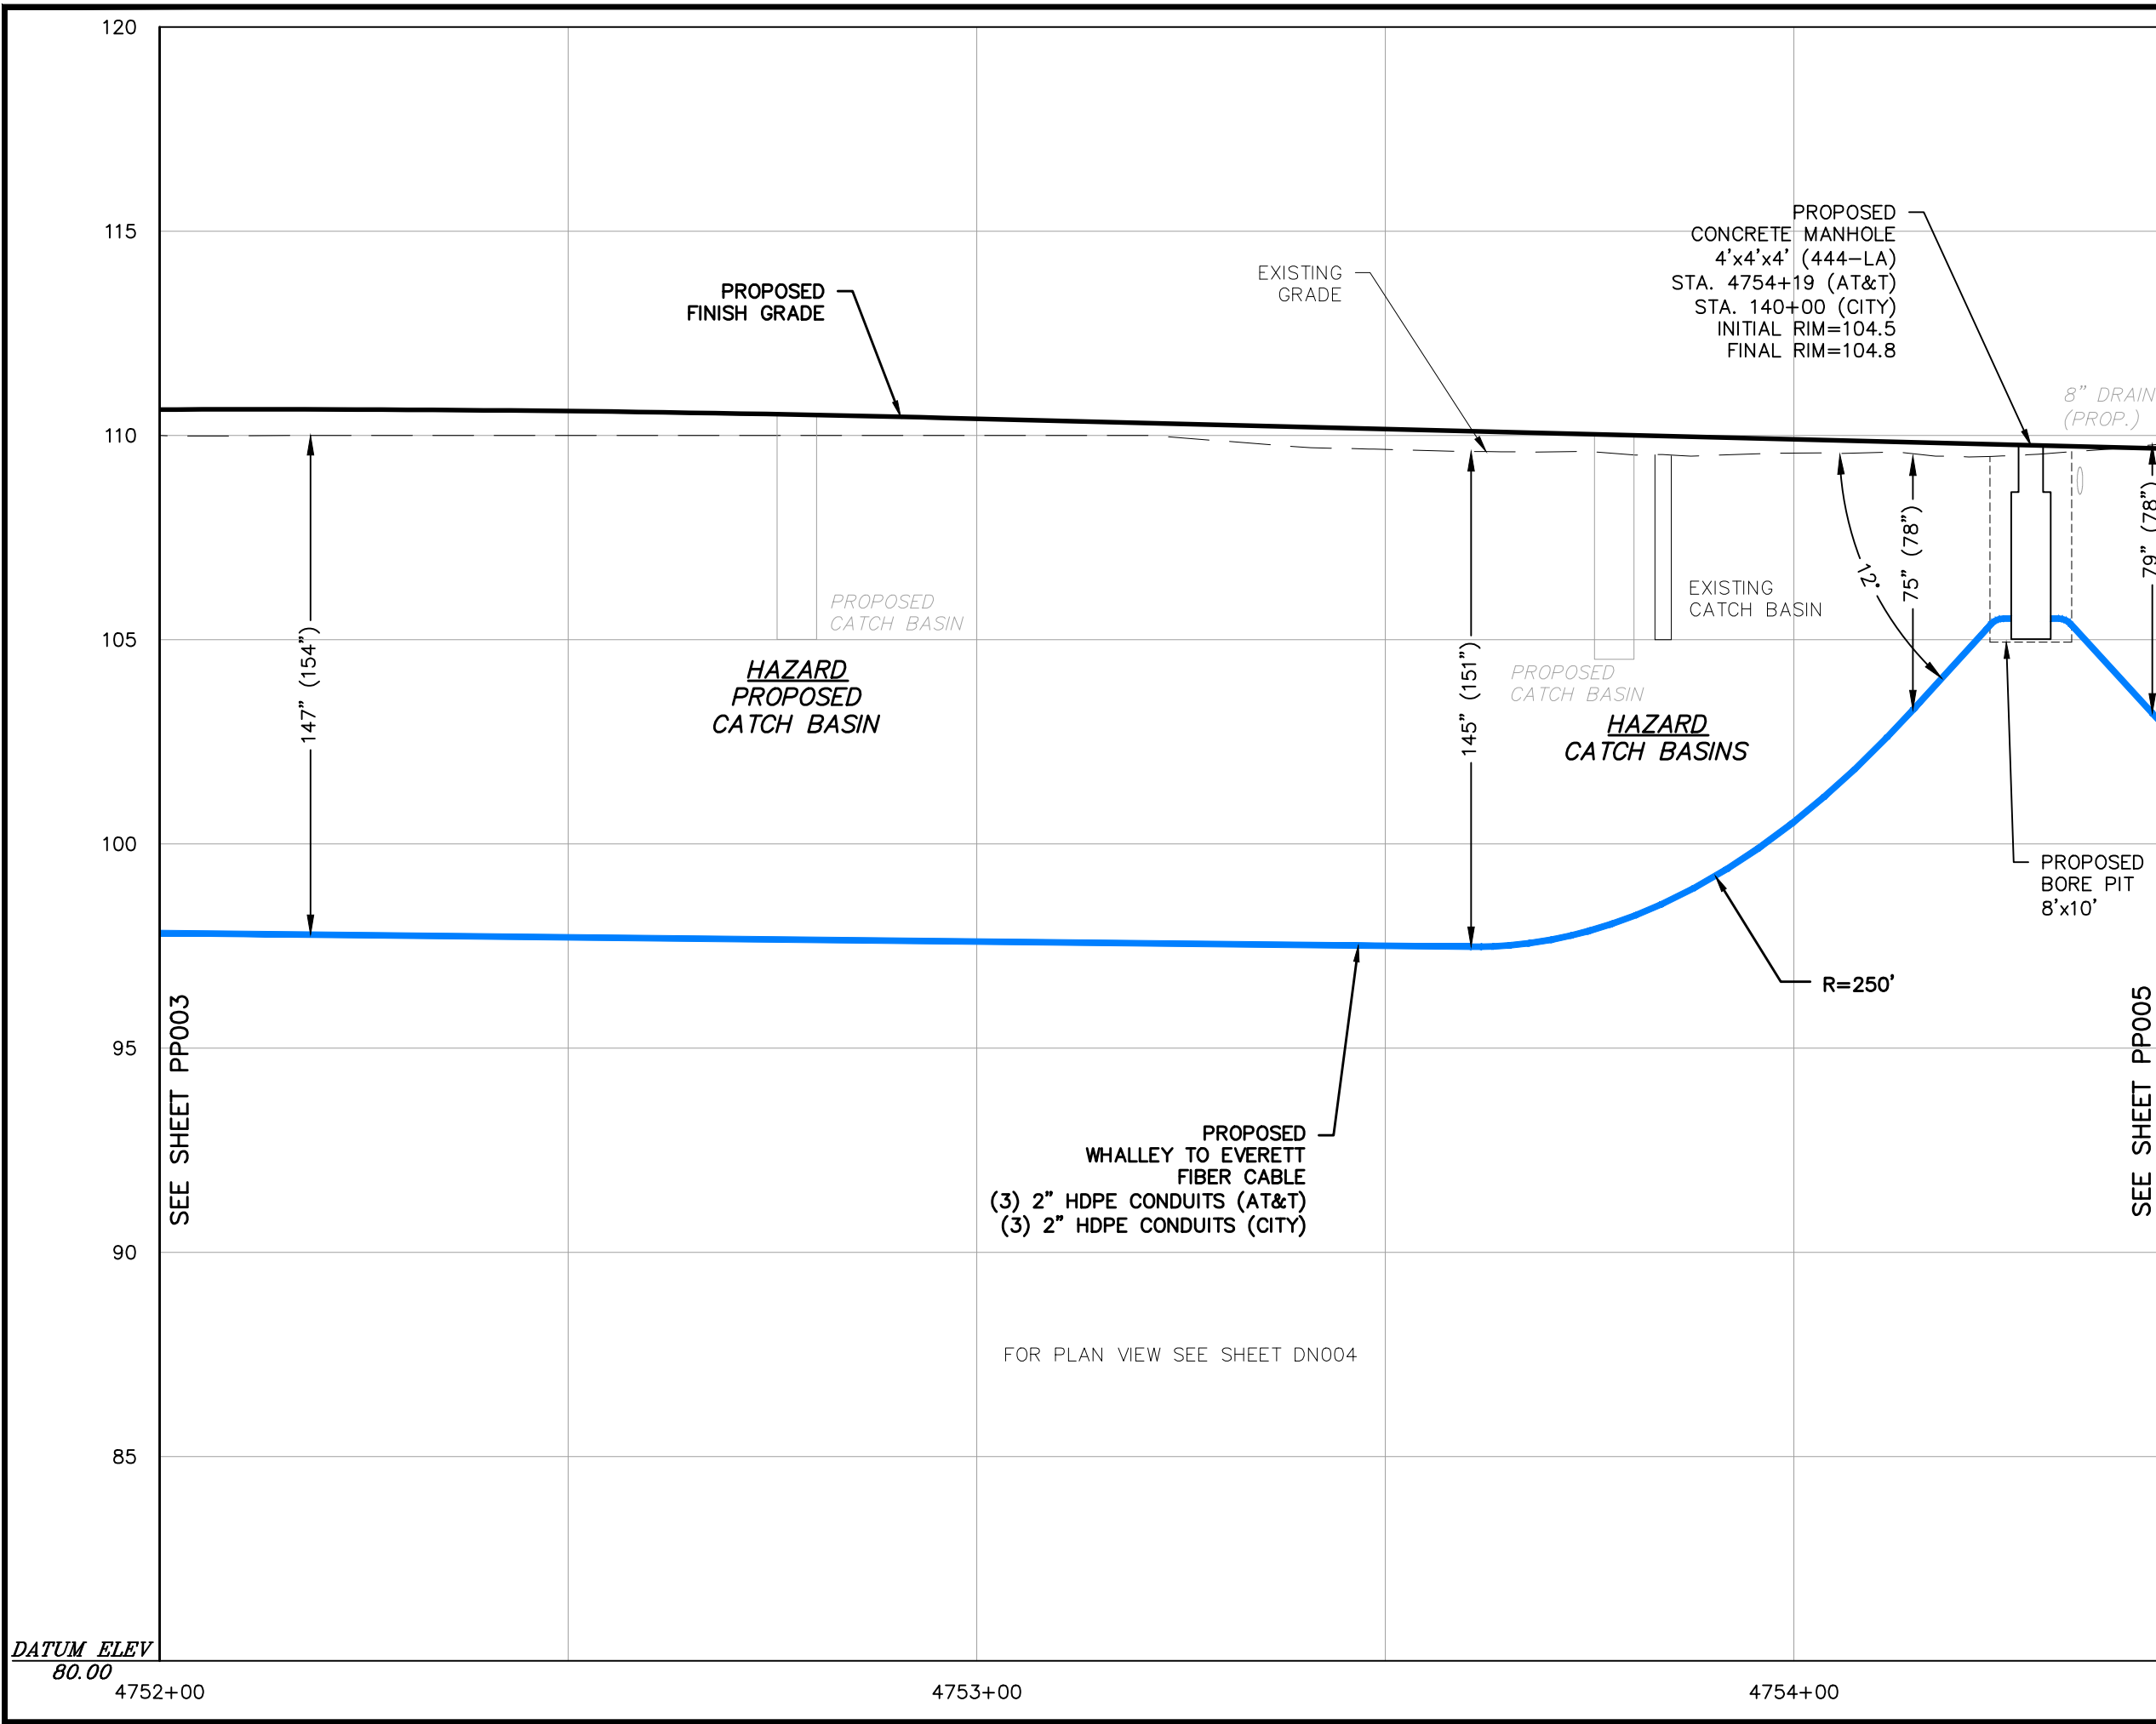 120
115
110
105
100
95
90
85
DATUM ELEV
80.00
4752+00
4753+00
4754+00
PROPOSED
FINISH GRADE
EXISTING
GRADE
PROPOSED
CONCRETE MANHOLE
4'x4'x4' (444-LA)
STA. 4754+19 (AT&T)
STA. 140+00 (CITY)
INITIAL RIM=104.5
FINAL RIM=104.8
8" DRAIN
(PROP.)
147" (154")
PROPOSED
CATCH BASIN
HAZARD
PROPOSED
CATCH BASIN
145" (151")
PROPOSED
CATCH BASIN
HAZARD
CATCH BASINS
EXISTING
CATCH BASIN
12°
75" (78")
79" (78")
PROPOSED
BORE PIT
8'x10'
R=250'
SEE SHEET PP003
SEE SHEET PP005
PROPOSED
WHALLEY TO EVERETT
FIBER CABLE
(3) 2" HDPE CONDUITS (AT&T)
(3) 2" HDPE CONDUITS (CITY)
FOR PLAN VIEW SEE SHEET DN004